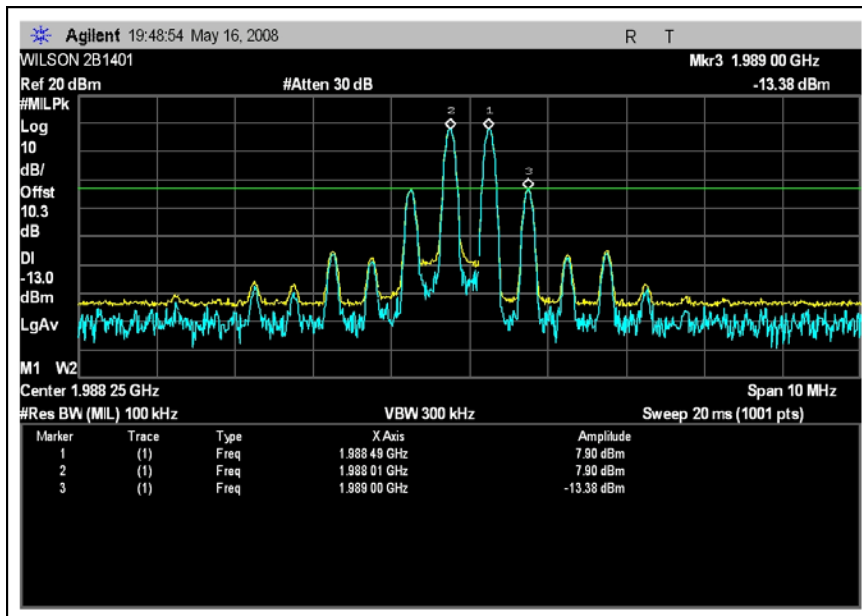 Agilent 19:48:54 May 16, 2008 R T
WILSON 2B1401 Mkr3 1.989 00 GHz
Ref 20 dBm #Atten 30 dB -13.38 dBm
#MILPk
Log
10
dB/
Offst
10.3
dB
DI
-13.0
dBm
LgAv
M1 W2
2 1
3
Center 1.988 25 GHz Span 10 MHz
#Res BW (MIL) 100 kHz VBW 300 kHz Sweep 20 ms (1001 pts)
Marker Trace Type X Axis Amplitude
1 (1) Freq 1.988 49 GHz 7.90 dBm
2 (1) Freq 1.988 01 GHz 7.90 dBm
3 (1) Freq 1.989 00 GHz -13.38 dBm